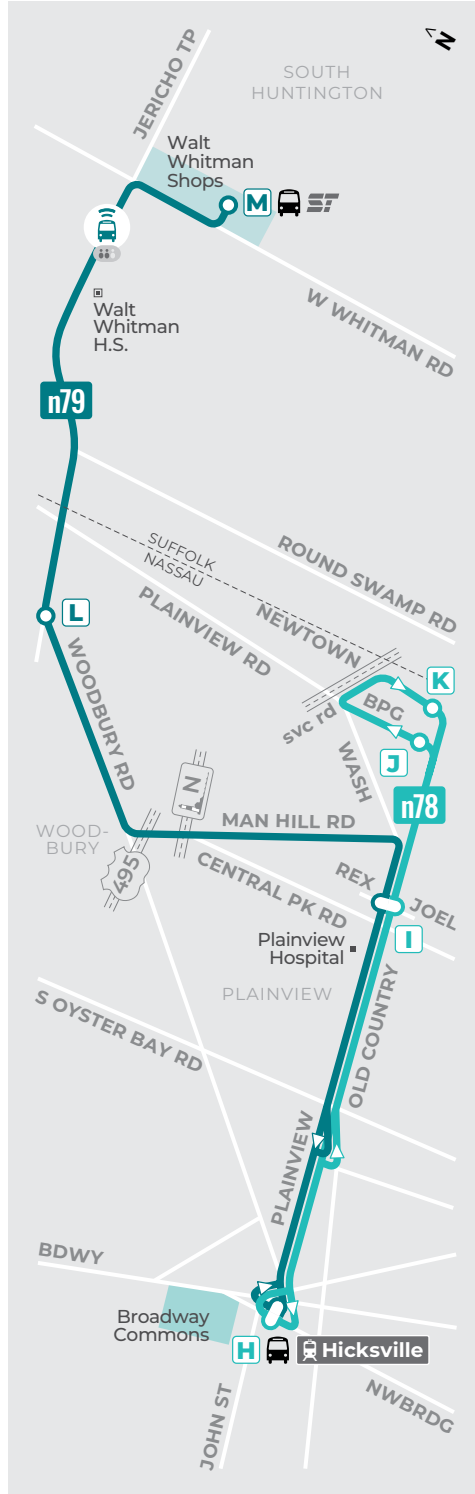 N
JERICHO TP
SOUTH
HUNTINGTON
Walt
Whitman
Shops
M
ST
Walt
Whitman
H.S.
W WHITMAN RD
n79
ROUND SWAMP RD
SUFFOLK
NASSAU
PLAINVIEW RD
NEWTOWN
L
WOODBURY RD
svc rd
BPG
K
J
WASH
n78
N
MAN HILL RD
WOOD-
BURY
495
CENTRAL PK RD
REX
JOEL
I
Plainview
Hospital
PLAINVIEW
S OYSTER BAY RD
OLD COUNTRY
PLAINVIEW
BDWY
Broadway
Commons
H
Hicksville
JOHN ST
NWBRDG